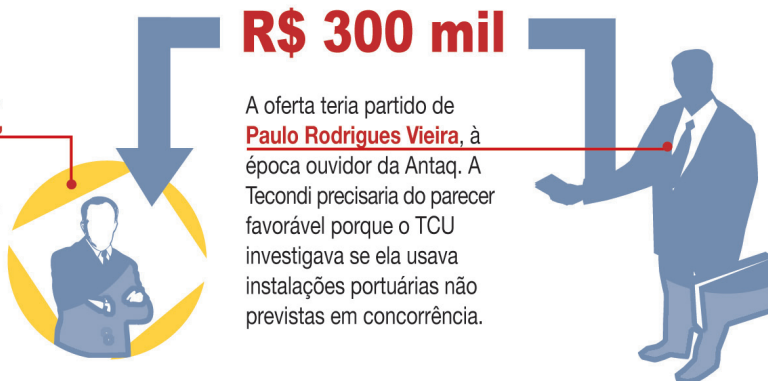 R$ 300 mil
A oferta teria partido de
Paulo Rodrigues Vieira, à
época ouvidor da Antaq. A
Tecondi precisaria do parecer
favorável porque o TCU
investigava se ela usava
instalações portuárias não
previstas em concorrência.